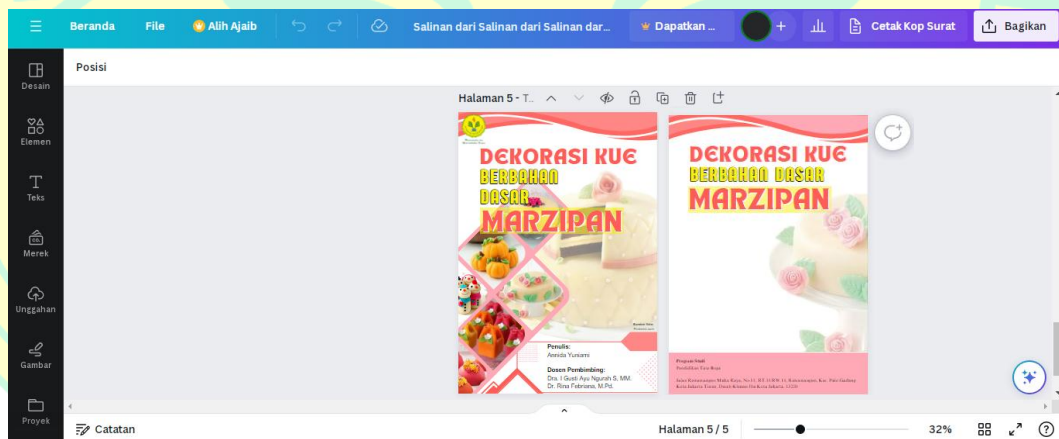 Beranda File Alih Ajaib Salinan dari Salinan dari Salinan dar... Dapatkan ... Cetak Kop Surat Bagikan
Posisi
Desain
Elemen
Teks
Merek
Unggahan
Gambar
Proyek
Halaman 5 - T...
DEKORASI KUE
BERBAHAN
DASAR
MARZIPAN
Penulis:
Annida Yuniarni
Dosen Pembimbing:
Dra. I Gusti Ayu Ngurah S, MM.
Dr. Rina Febriana, M.Pd.
DEKORASI KUE
BERBAHAN DASAR
MARZIPAN
Program Studi
Pendidikan Tata Boga
Catatan
Halaman 5 / 5
32%